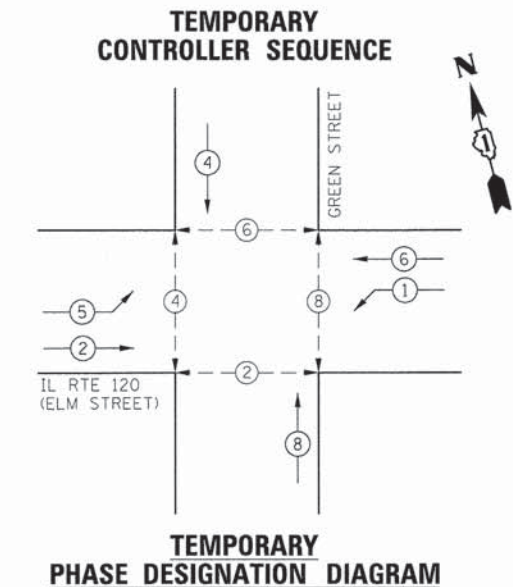 TEMPORARY
CONTROLLER SEQUENCE
N
GREEN STREET
4
6
6
5
4
8
1
2
2
IL RTE 120
(ELM STREET)
8
TEMPORARY
PHASE DESIGNATION DIAGRAM